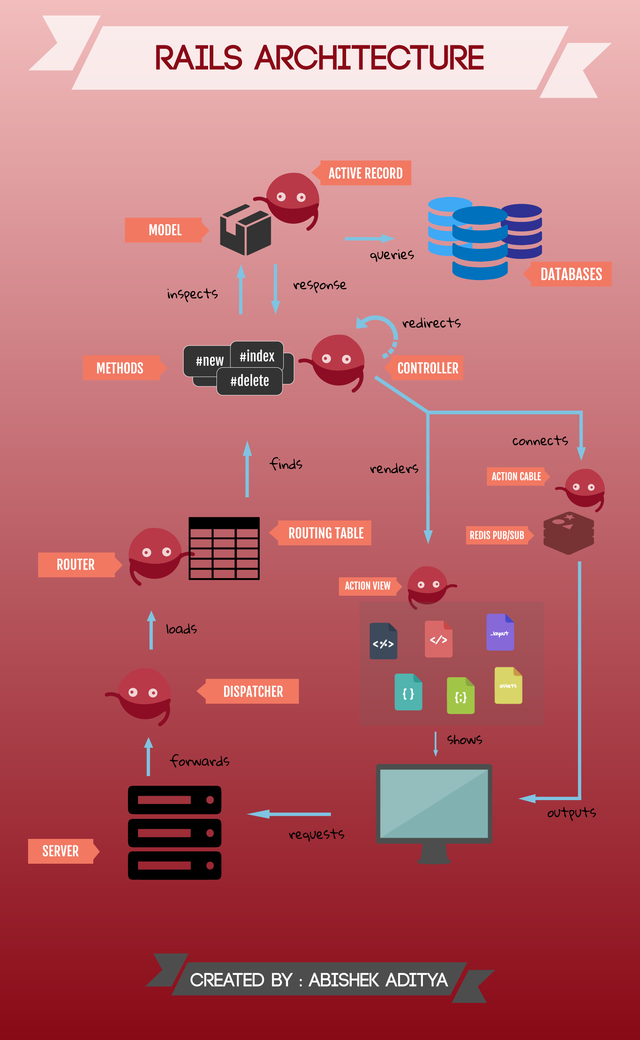 RAILS ARCHITECTURE
ACTIVE RECORD
MODEL
queries
DATABASES
inspects
response
redirects
METHODS
#new
#index
#delete
CONTROLLER
connects
finds
renders
ACTION CABLE
ROUTING TABLE
REDIS PUB/SUB
ROUTER
ACTION VIEW
loads
</>
_layout
DISPATCHER
{ }
{;}
assets
shows
forwards
outputs
requests
SERVER
CREATED BY : ABISHEK ADITYA